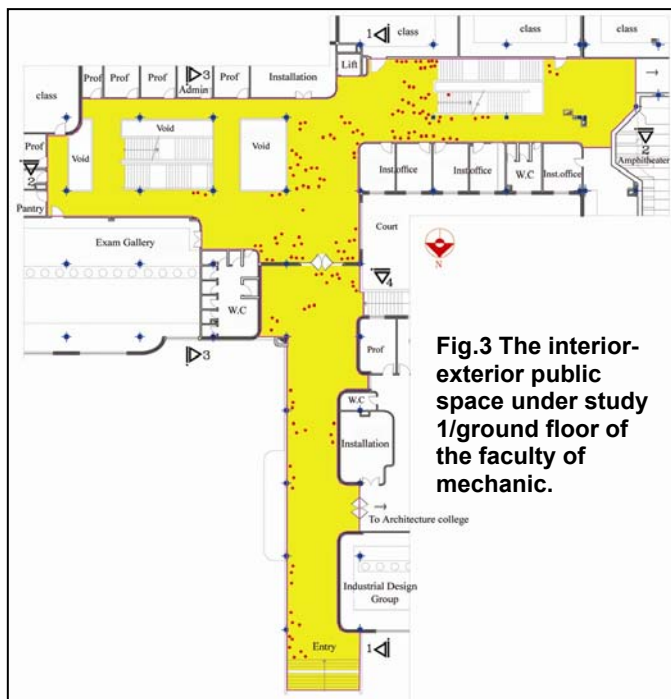 1
class
class
class
Lift
Prof
Prof
Prof
3
Admin
Prof
Installation
class
Void
Void
Void
Prof
2
Pantry
Inst.office
Inst.office
W.C
Inst.office
2
Amphitheater
Exam Gallery
Court
N
W.C
4
3
Prof
Fig.3 The interior-
exterior public
space under study
1/ground floor of
the faculty of
mechanic.
W.C
Installation
To Architecture college
Industrial Design
Group
Entry
1